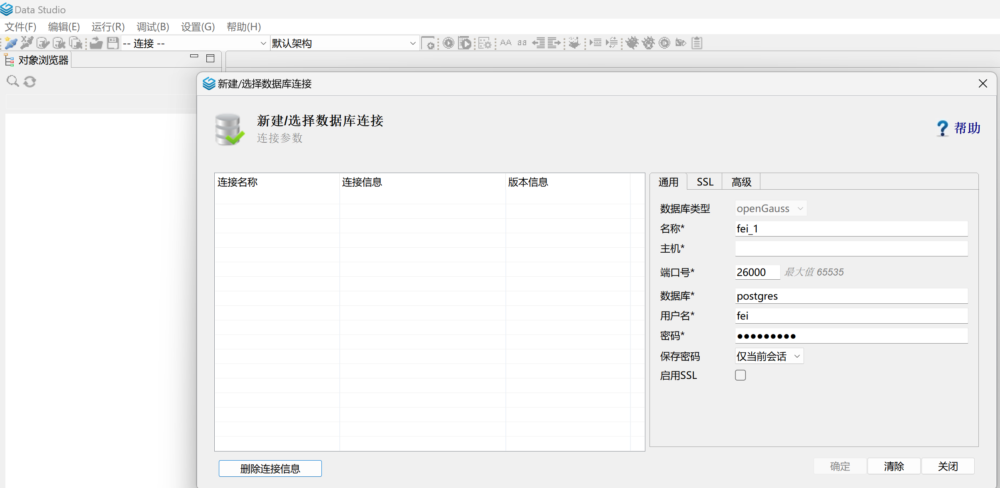 Data Studio
文件(F) 编辑(E) 运行(R) 调试(B) 设置(G) 帮助(H)
-- 连接 -- 默认架构 AA aa
对象浏览器
新建/选择数据库连接
新建/选择数据库连接
连接参数
帮助
连接名称 连接信息 版本信息
通用 SSL 高级
数据库类型 openGauss
名称* fei_1
主机*
端口号* 26000 最大值 65535
数据库* postgres
用户名* fei
密码* ●●●●●●●●●
保存密码 仅当前会话
启用SSL
删除连接信息 确定 清除 关闭